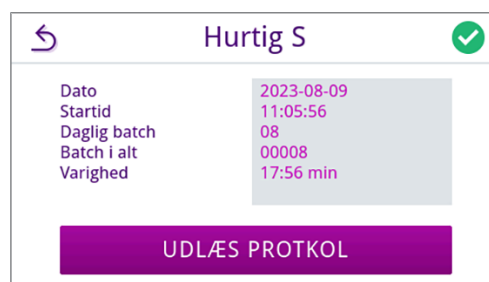 Hurtig S
Dato 2023-08-09
Startid 11:05:56
Daglig batch 08
Batch i alt 00008
Varighed 17:56 min
UDLÆS PROTKOL